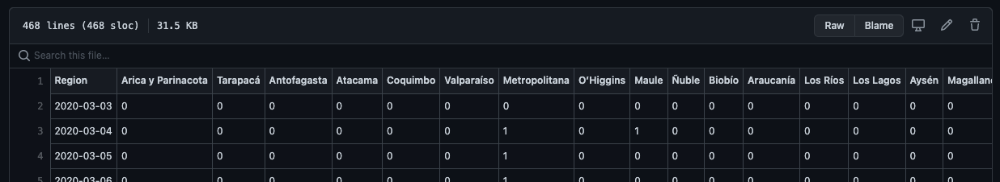 468 lines (468 sloc) 31.5 KB Raw Blame
Search this file...
1 Region Arica y Parinacota Tarapacá Antofagasta Atacama Coquimbo Valparaíso Metropolitana O’Higgins Maule Ñuble Biobío Araucanía Los Ríos Los Lagos Aysén Magallan
2 2020-03-03 0 0 0 0 0 0 0 0 0 0 0 0 0 0 0 0
3 2020-03-04 0 0 0 0 0 0 1 0 1 0 0 0 0 0 0 0
4 2020-03-05 0 0 0 0 0 0 1 0 0 0 0 0 0 0 0 0
5 2020-03-06 0 0 0 0 0 0 1 0 0 0 0 0 0 0 0 0